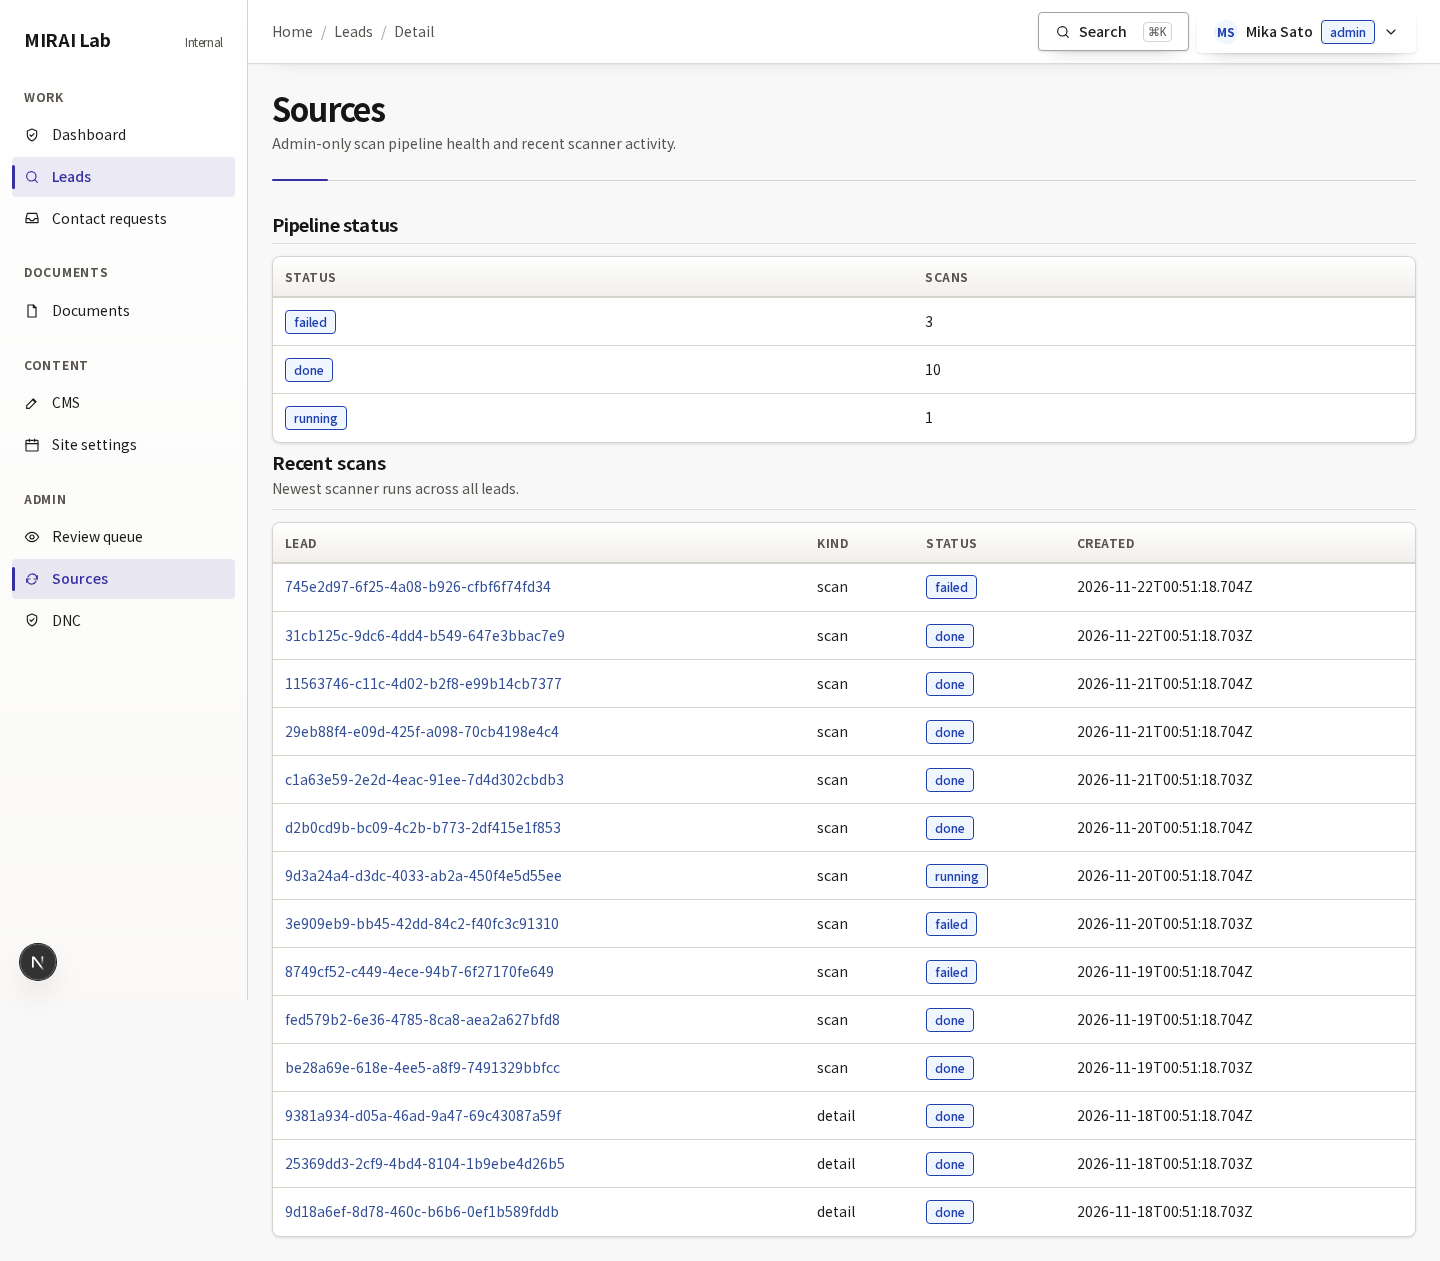 MIRAI Lab
Internal
WORK
Dashboard
Leads
Contact requests
DOCUMENTS
Documents
CONTENT
CMS
Site settings
ADMIN
Review queue
Sources
DNC
N
Home / Leads / Detail
Search ⌘K
MS Mika Sato admin
Sources
Admin-only scan pipeline health and recent scanner activity.
Pipeline status
STATUS SCANS
failed 3
done 10
running 1
Recent scans
Newest scanner runs across all leads.
LEAD KIND STATUS CREATED
745e2d97-6f25-4a08-b926-cfbf6f74fd34 scan failed 2026-11-22T00:51:18.704Z
31cb125c-9dc6-4dd4-b549-647e3bbac7e9 scan done 2026-11-22T00:51:18.703Z
11563746-c11c-4d02-b2f8-e99b14cb7377 scan done 2026-11-21T00:51:18.704Z
29eb88f4-e09d-425f-a098-70cb4198e4c4 scan done 2026-11-21T00:51:18.704Z
c1a63e59-2e2d-4eac-91ee-7d4d302cbdb3 scan done 2026-11-21T00:51:18.703Z
d2b0cd9b-bc09-4c2b-b773-2df415e1f853 scan done 2026-11-20T00:51:18.704Z
9d3a24a4-d3dc-4033-ab2a-450f4e5d55ee scan running 2026-11-20T00:51:18.704Z
3e909eb9-bb45-42dd-84c2-f40fc3c91310 scan failed 2026-11-20T00:51:18.703Z
8749cf52-c449-4ece-94b7-6f27170fe649 scan failed 2026-11-19T00:51:18.704Z
fed579b2-6e36-4785-8ca8-aea2a627bfd8 scan done 2026-11-19T00:51:18.704Z
be28a69e-618e-4ee5-a8f9-7491329bbfcc scan done 2026-11-19T00:51:18.703Z
9381a934-d05a-46ad-9a47-69c43087a59f detail done 2026-11-18T00:51:18.704Z
25369dd3-2cf9-4bd4-8104-1b9ebe4d26b5 detail done 2026-11-18T00:51:18.703Z
9d18a6ef-8d78-460c-b6b6-0ef1b589fddb detail done 2026-11-18T00:51:18.703Z